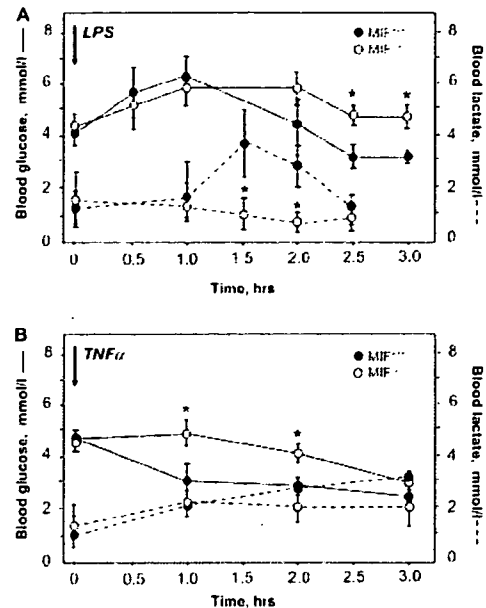 A
LPS
MIF+/+
MIF-/-
Blood glucose, mmol/l
Blood lactate, mmol/l
8
6
4
2
0
8
6
4
2
0
* * *
* *
0 0.5 1.0 1.5 2.0 2.5 3.0
Time, hrs
B
TNFα
MIF+/+
MIF-/-
Blood glucose, mmol/l
Blood lactate, mmol/l
8
6
4
2
0
8
6
4
2
0
* *
0 0.5 1.0 1.5 2.0 2.5 3.0
Time, hrs